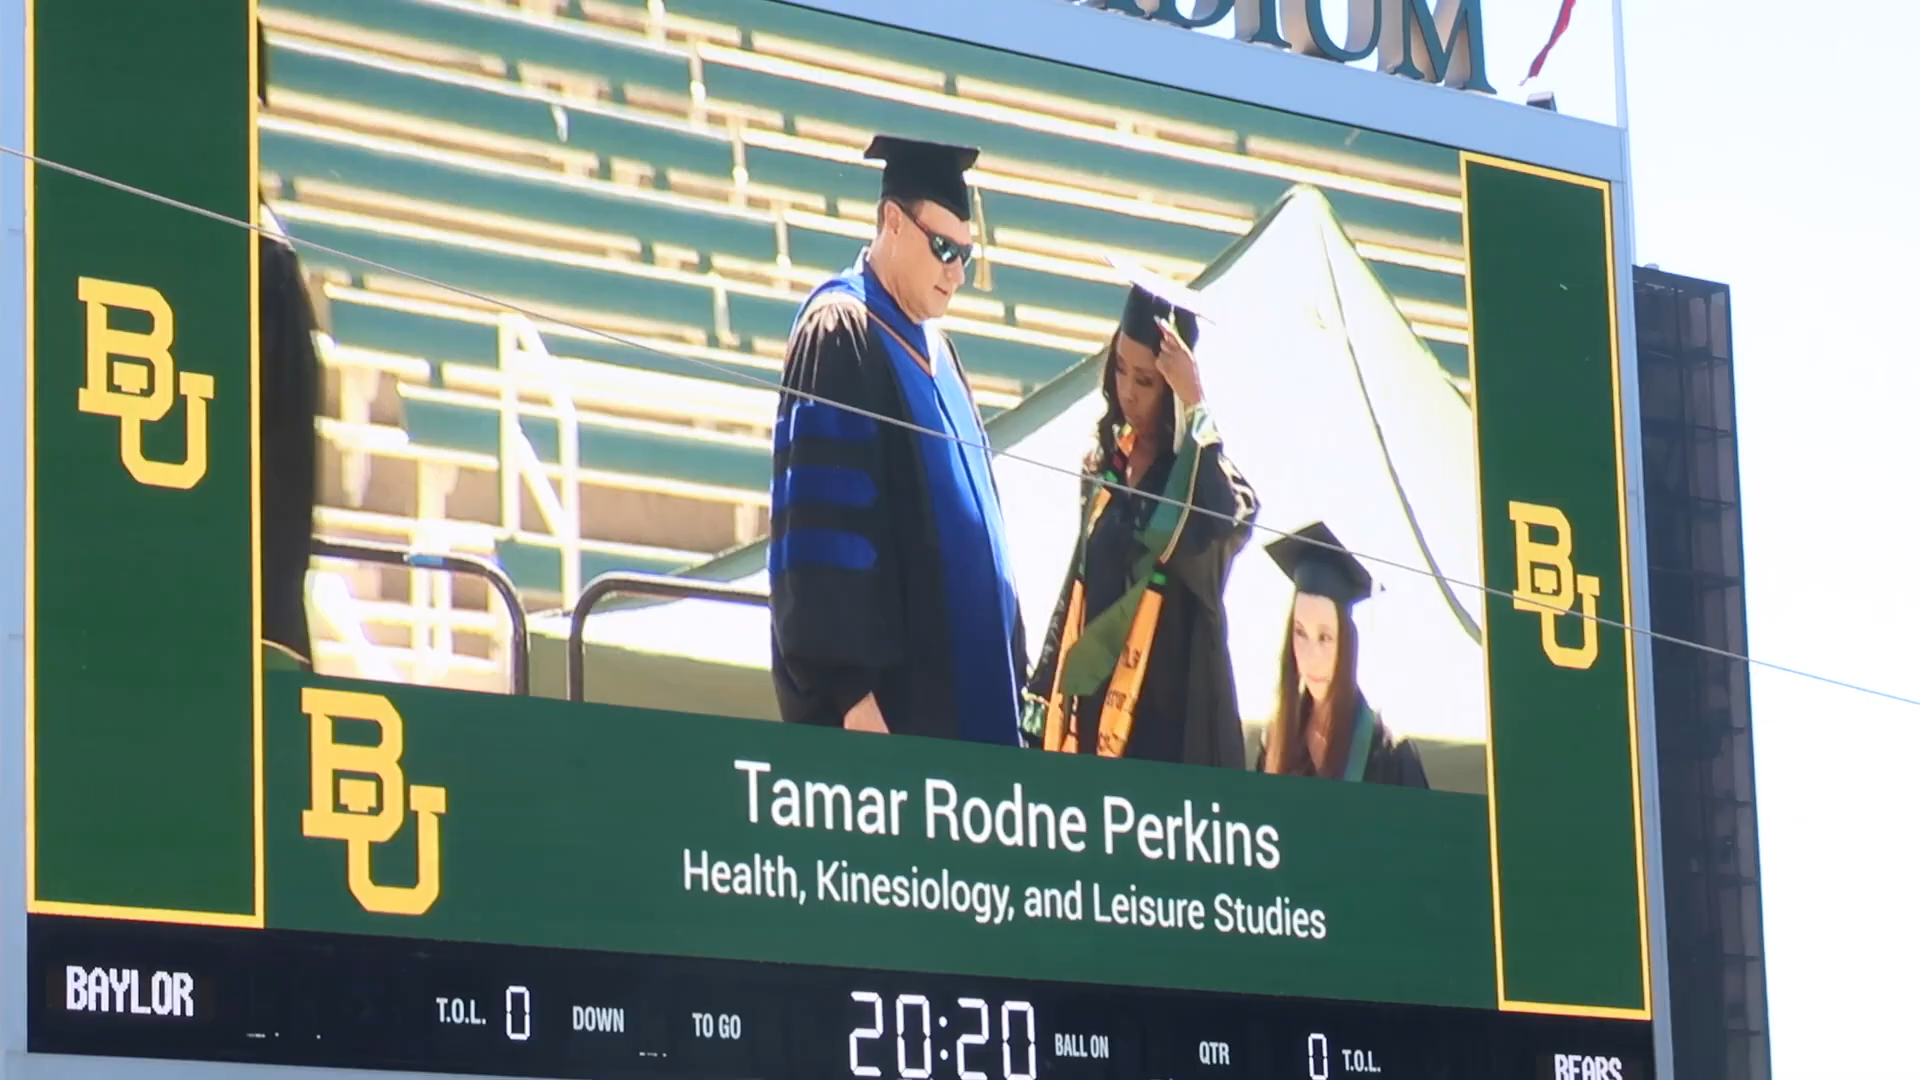 BU
BU
BU
Tamar Rodne Perkins
Health, Kinesiology, and Leisure Studies
BAYLOR
T.O.L. 0 DOWN TO GO 20:20 BALL ON QTR 0 T.O.L.
BEARS